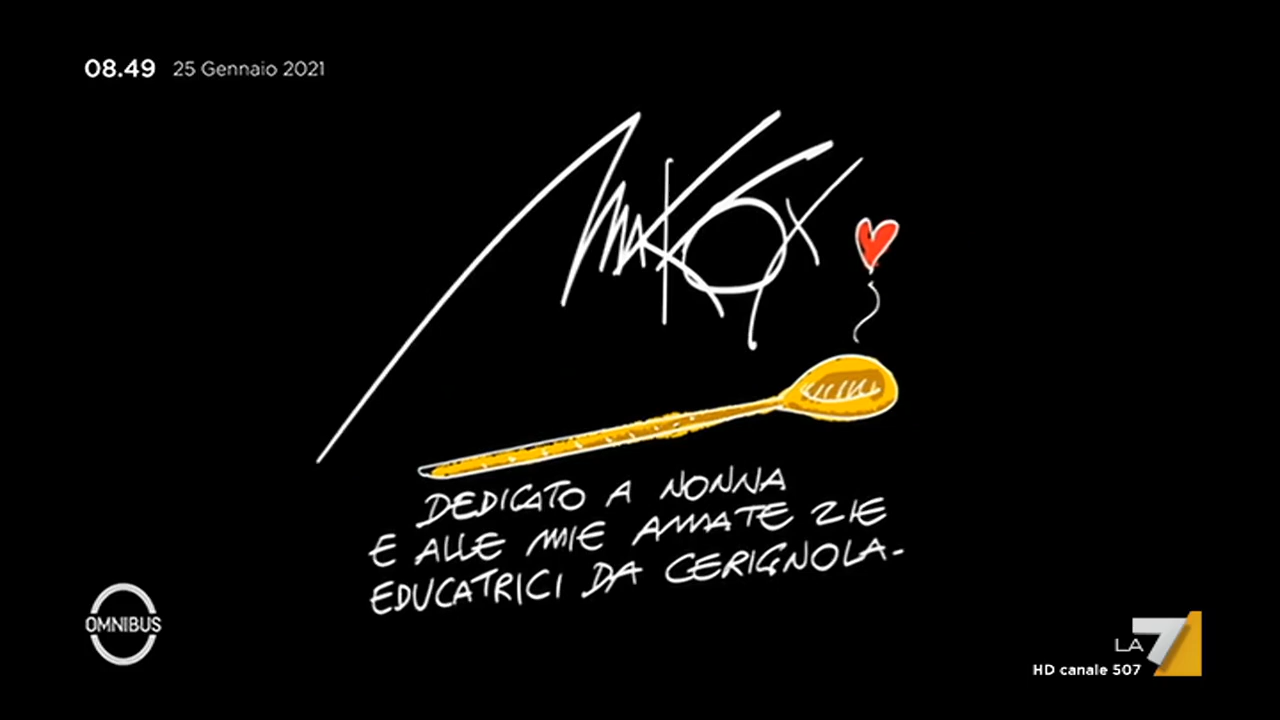 08.49 25 Gennaio 2021
Makkox
DEDICATO A NONNA
E ALLE MIE AMATE ZIE
EDUCATRICI DA CERIGNOLA.
OMNIBUS
LA7
HD canale 507